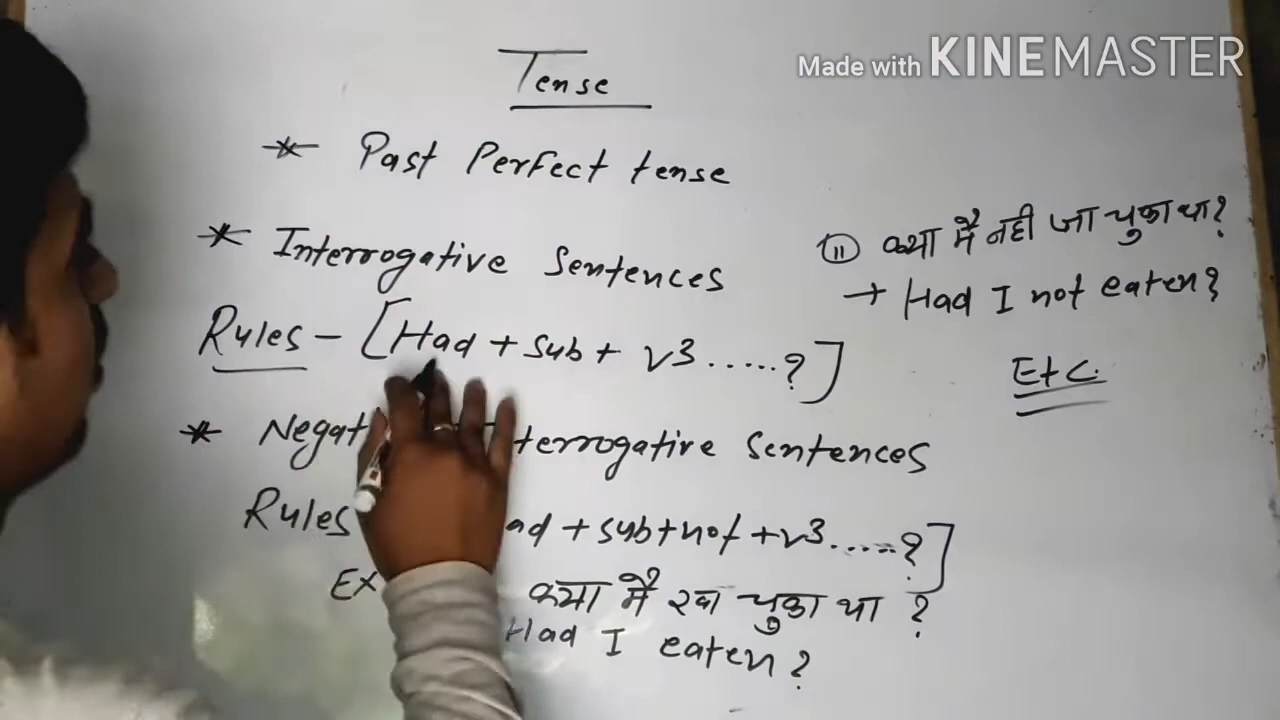 Made with KINEMASTER
Tense
* Past Perfect tense
* Interrogative Sentences
Rules - [Had + Sub + v3.....?]
* Negat terrogative Sentences
Rules ad + sub+not +v3.....?]
Ex क्या मै खा चुका था ?
Had I eaten?
(11) क्या मै नही जा चुका था?
→ Had I not eaten?
Etc.